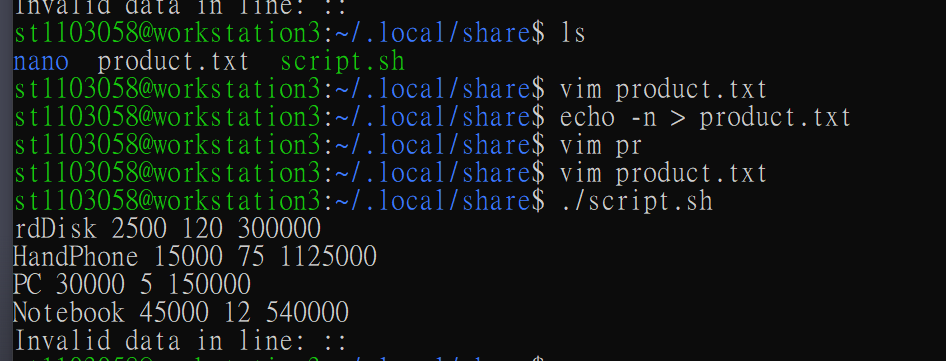 Invalid data in line: ::
st1103058@workstation3:~/.local/share$ ls
nano  product.txt  script.sh
st1103058@workstation3:~/.local/share$ vim product.txt
st1103058@workstation3:~/.local/share$ echo -n > product.txt
st1103058@workstation3:~/.local/share$ vim pr
st1103058@workstation3:~/.local/share$ vim product.txt
st1103058@workstation3:~/.local/share$ ./script.sh
rdDisk 2500 120 300000
HandPhone 15000 75 1125000
PC 30000 5 150000
Notebook 45000 12 540000
Invalid data in line: ::